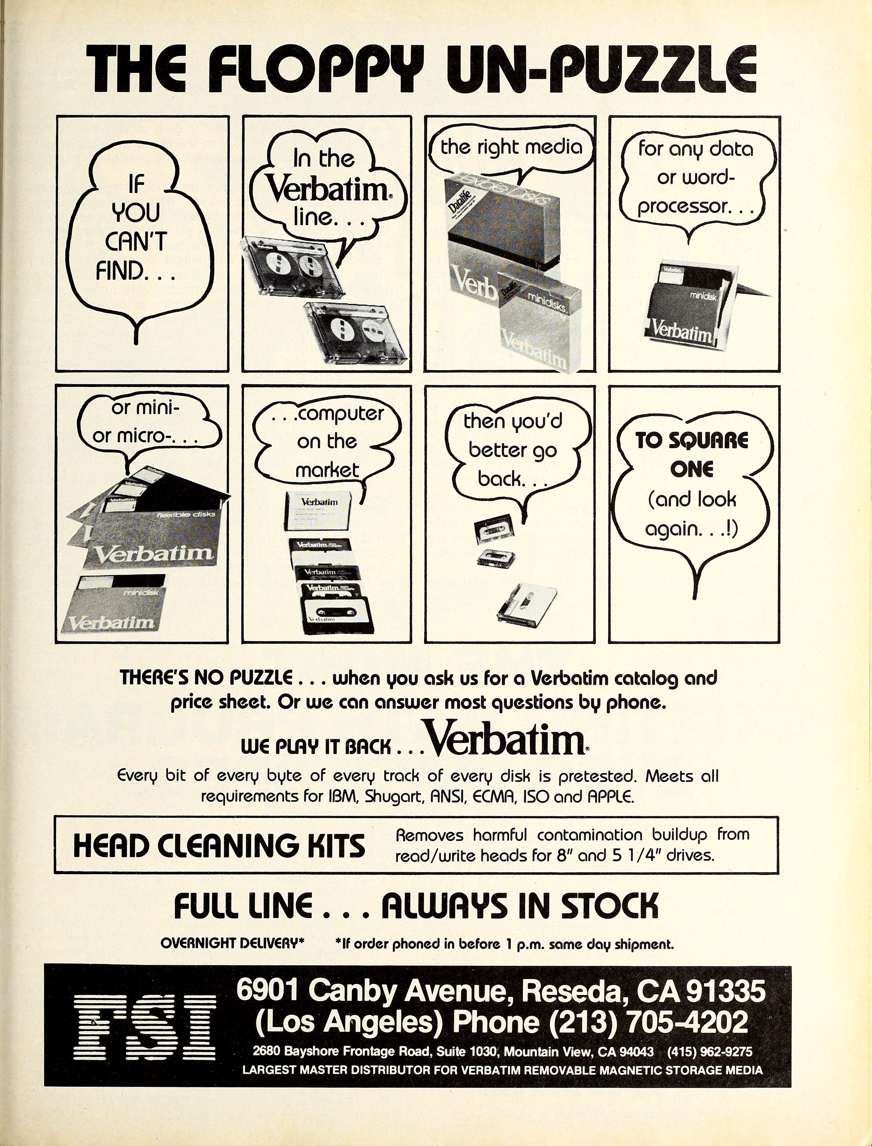 THE FLOPPY UN-PUZZLE
IF
YOU
CAN'T
FIND. . .
In the
Verbatim®
line. . .
the right media
Datalife
Verb
Datalife
minidisks
Verbatim
for any data
or word-
processor. . .
Verbatim
minidisk
Verbatim
or mini-
or micro-. . .
flexible disks
Verbatim
minidisk
Verbatim
. . .computer
on the
market
Verbatim
Verbatim
Verbatim
Verbatim
Verbatim
then you'd
better go
back. . .
TO SQUARE
ONE
(and look
again. . .!)
THERE'S NO PUZZLE . . . when you ask us for a Verbatim catalog and
price sheet. Or we can answer most questions by phone.
WE PLAY IT BACK . . . Verbatim®
Every bit of every byte of every track of every disk is pretested. Meets all
requirements for IBM, Shugart, ANSI, ECMA, ISO and APPLE.
HEAD CLEANING KITS
Removes harmful contamination buildup from
read/write heads for 8" and 5 1/4" drives.
FULL LINE . . . ALWAYS IN STOCK
OVERNIGHT DELIVERY* *If order phoned in before 1 p.m. same day shipment.
FSI
6901 Canby Avenue, Reseda, CA 91335
(Los Angeles) Phone (213) 705-4202
2680 Bayshore Frontage Road, Suite 1030, Mountain View, CA 94043 (415) 962-9275
LARGEST MASTER DISTRIBUTOR FOR VERBATIM REMOVABLE MAGNETIC STORAGE MEDIA